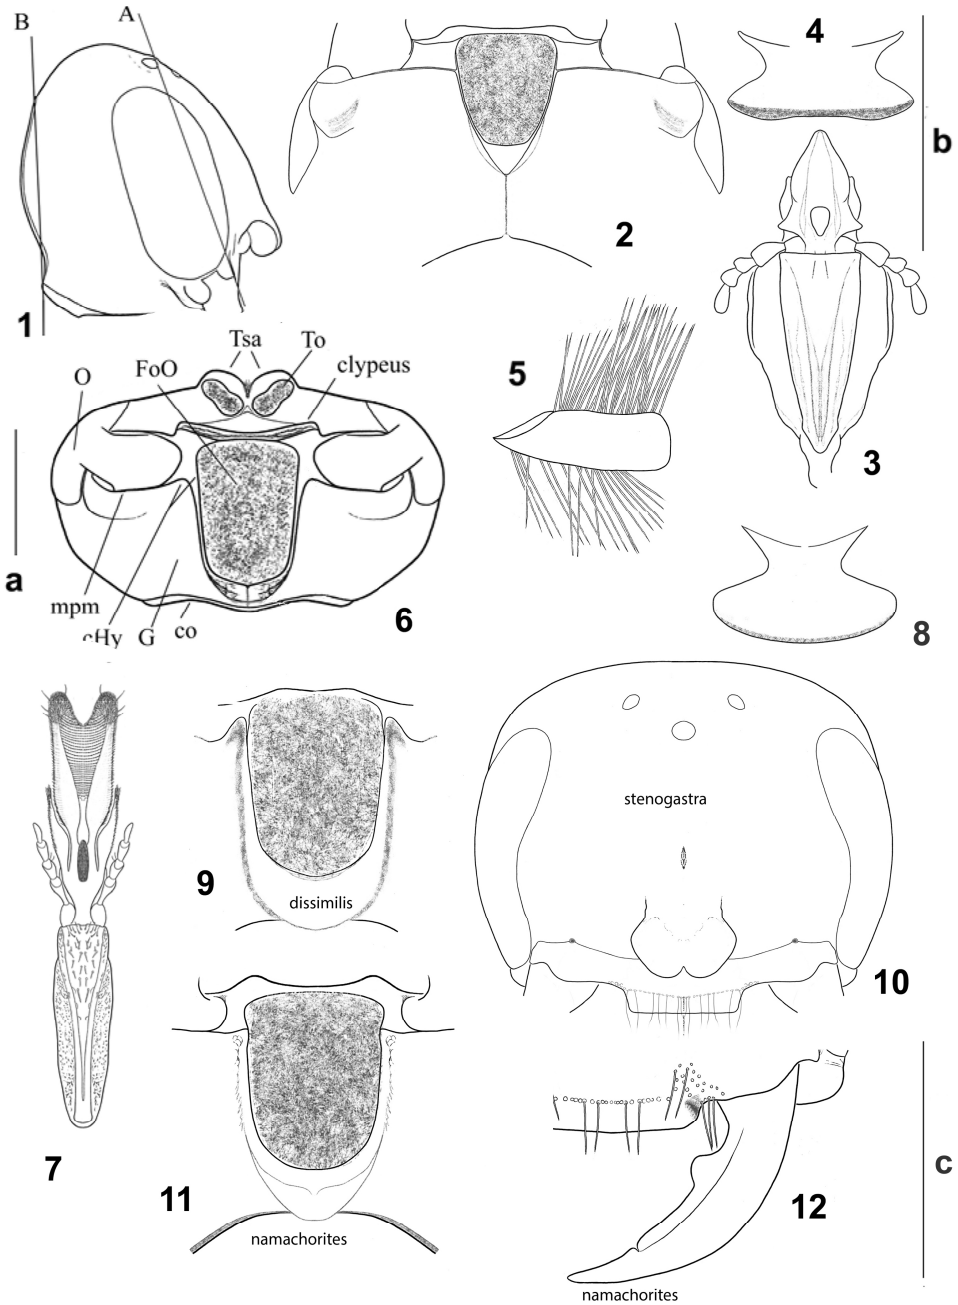 B
A
4
b
1
2
3
5
Tsa
To
FoO
clypeus
O
a
mpm
cHy
G
co
6
8
7
9
dissimilis
stenogastra
10
11
namachorites
12
namachorites
c